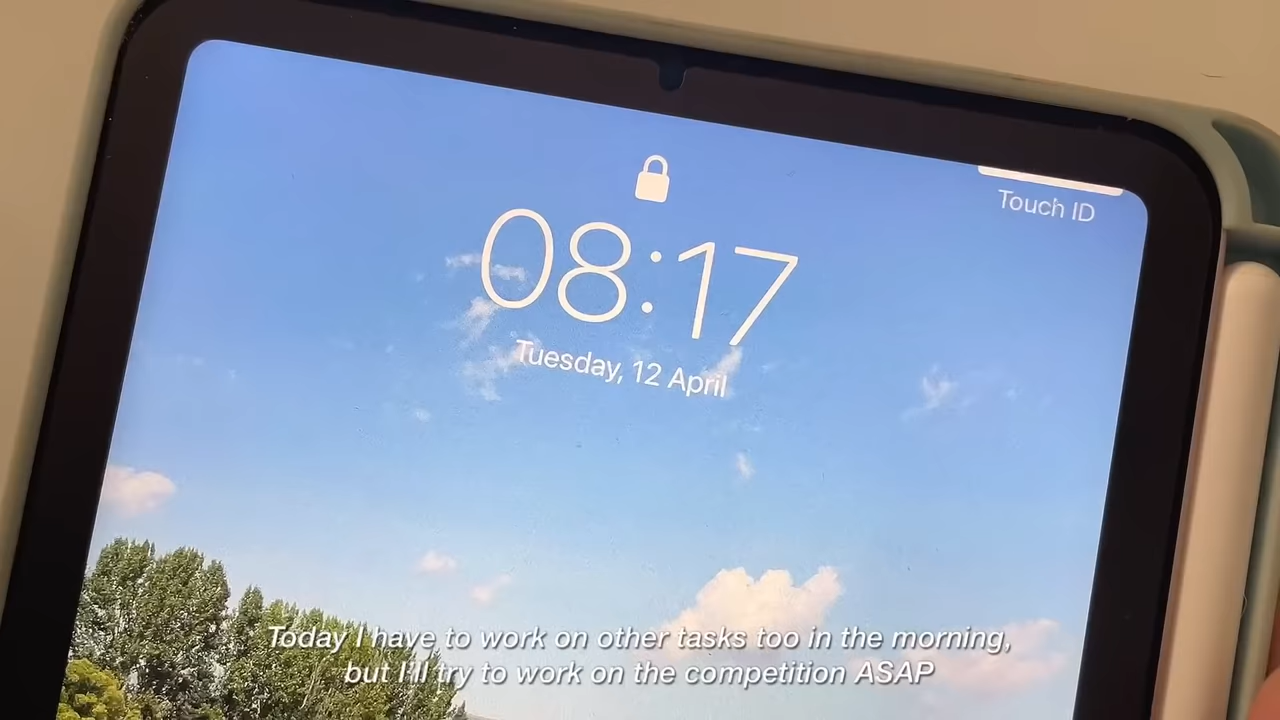 Touch ID
08:17
Tuesday, 12 April
Today I have to work on other tasks too in the morning,
but I'll try to work on the competition ASAP